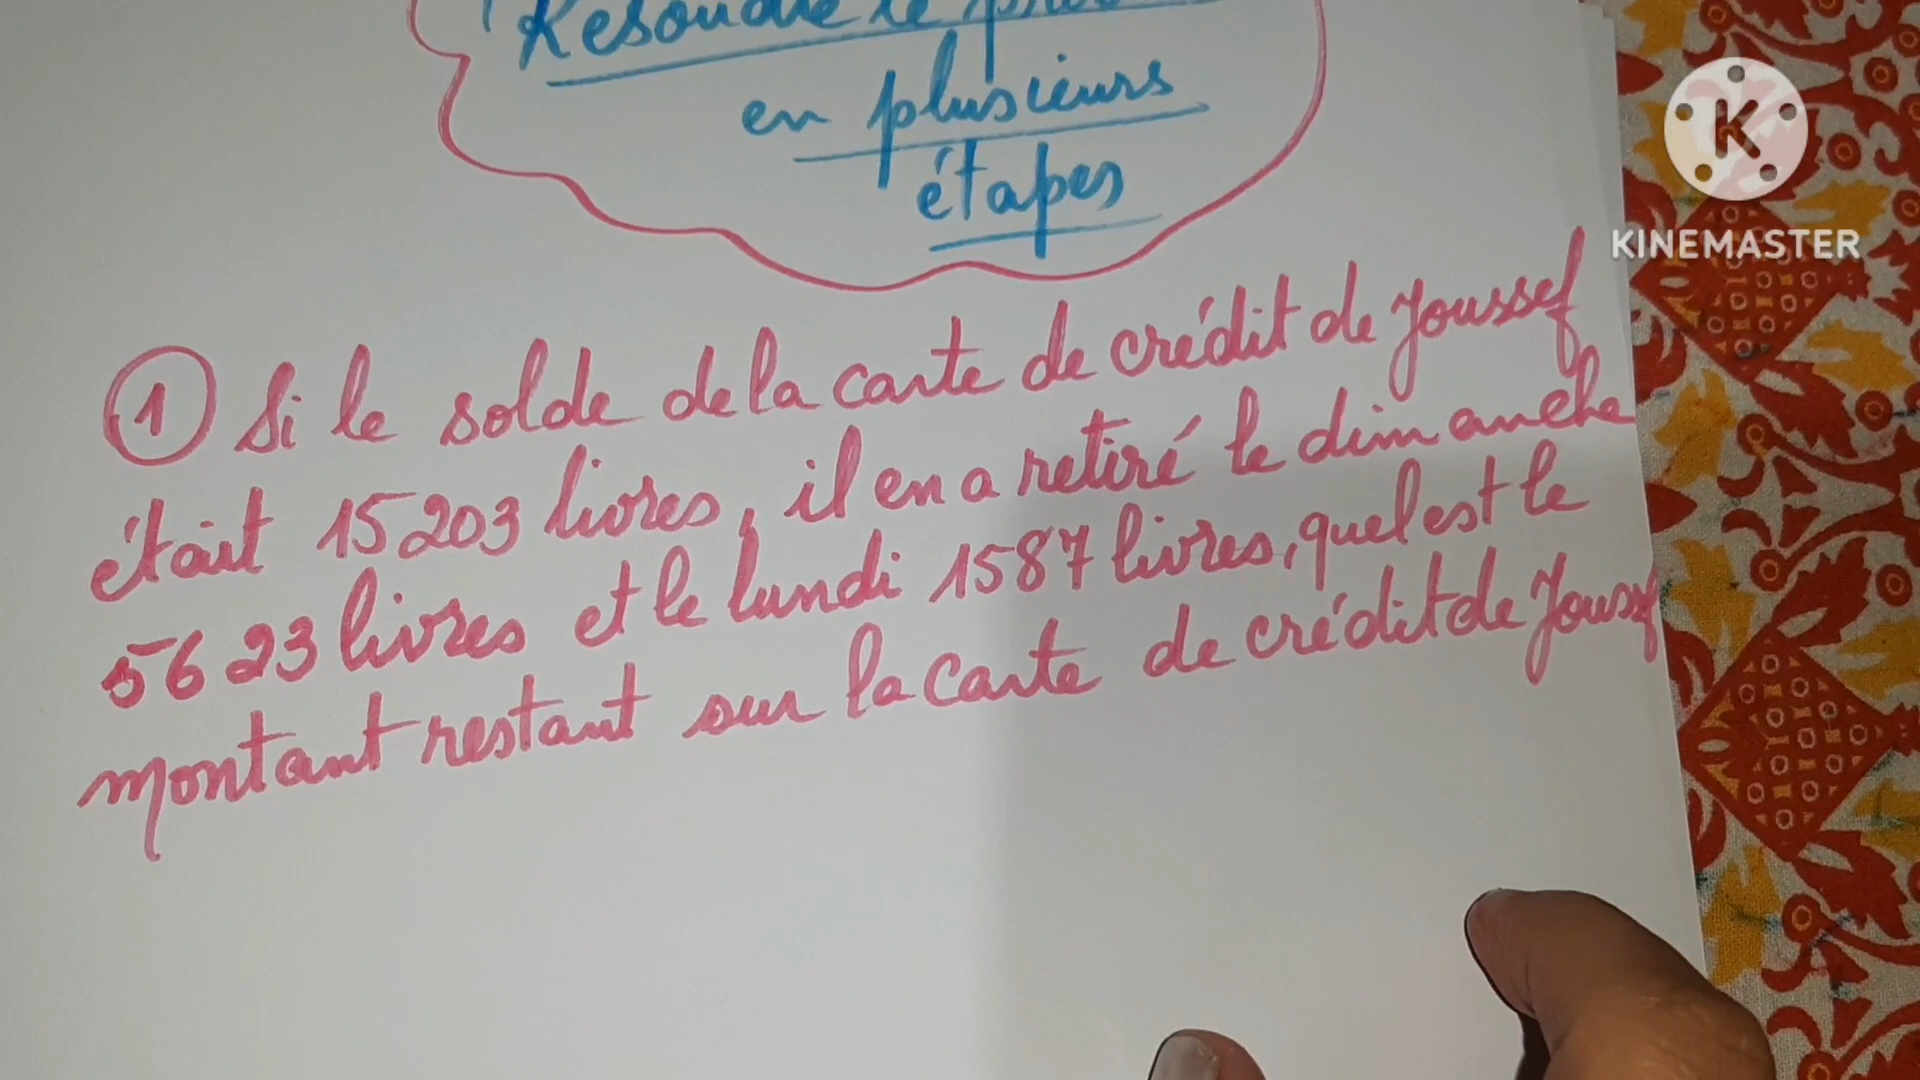 Résoudre le
en plusieurs
étapes
K
KINEMASTER
① Si le solde de la carte de crédit de Youssef
était 15203 livres, il en a retiré le dimanche
5623 livres et le lundi 1587 livres, quel est le
montant restant sur la carte de crédit de Youssef